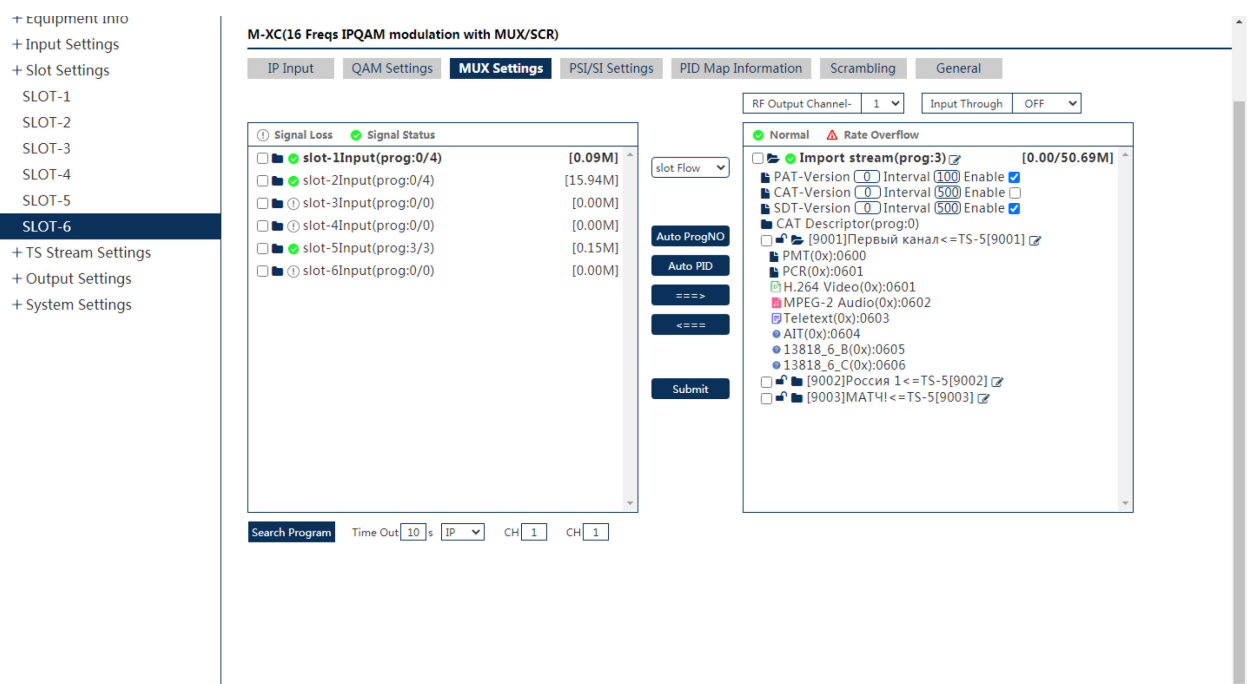 + Equipment Info
+ Input Settings
+ Slot Settings
SLOT-1
SLOT-2
SLOT-3
SLOT-4
SLOT-5
SLOT-6
+ TS Stream Settings
+ Output Settings
+ System Settings
M-XC(16 Freqs IPQAM modulation with MUX/SCR)
IP Input QAM Settings MUX Settings PSI/SI Settings PID Map Information Scrambling General
RF Output Channel- 1 Input Through OFF
Signal Loss Signal Status
slot-1Input(prog:0/4) [0.09M]
slot-2Input(prog:0/4) [15.94M]
slot-3Input(prog:0/0) [0.00M]
slot-4Input(prog:0/0) [0.00M]
slot-5Input(prog:3/3) [0.15M]
slot-6Input(prog:0/0) [0.00M]
slot Flow
Auto ProgNO
Auto PID
===>
<===
Submit
Normal Rate Overflow
Import stream(prog:3) [0.00/50.69M]
PAT-Version 0 Interval 100 Enable
CAT-Version 0 Interval 500 Enable
SDT-Version 0 Interval 500 Enable
CAT Descriptor(prog:0)
[9001]Первый канал<=TS-5[9001]
PMT(0x):0600
PCR(0x):0601
H.264 Video(0x):0601
MPEG-2 Audio(0x):0602
Teletext(0x):0603
AIT(0x):0604
13818_6_B(0x):0605
13818_6_C(0x):0606
[9002]Россия 1<=TS-5[9002]
[9003]МАТЧ!<=TS-5[9003]
Search Program Time Out 10 s IP CH 1 CH 1